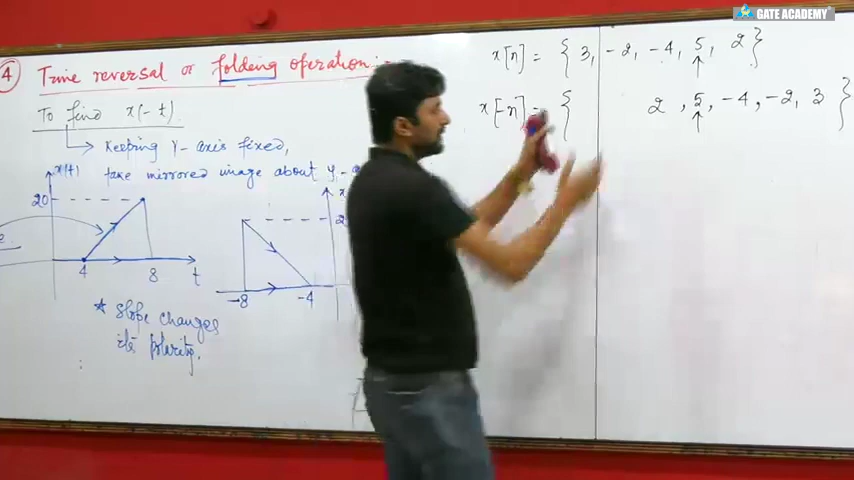 GATE ACADEMY
4 Time reversal or folding operation :
To find x(-t).
Keeping Y-axis fixed,
take mirrored image about y-a
x(t)
20
4 8 t
x
2
-8 -4
* slope changes
its polarity.
x[n] = { 3, -2, -4, 5, 2 }
↑
x[-n] = { 2, 5, -4, -2, 3 }
↑